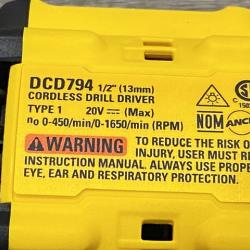 DCD794 1/2" (13mm)
CORDLESS DRILL DRIVER
TYPE 1 20V ⎓ (Max)
no 0-450/min/0-1650/min (RPM)
NOM
ANCE
WARNING TO REDUCE THE RISK O
INJURY, USER MUST RE
INSTRUCTION MANUAL. ALWAYS USE PROPE
EYE, EAR AND RESPIRATORY PROTECTION.